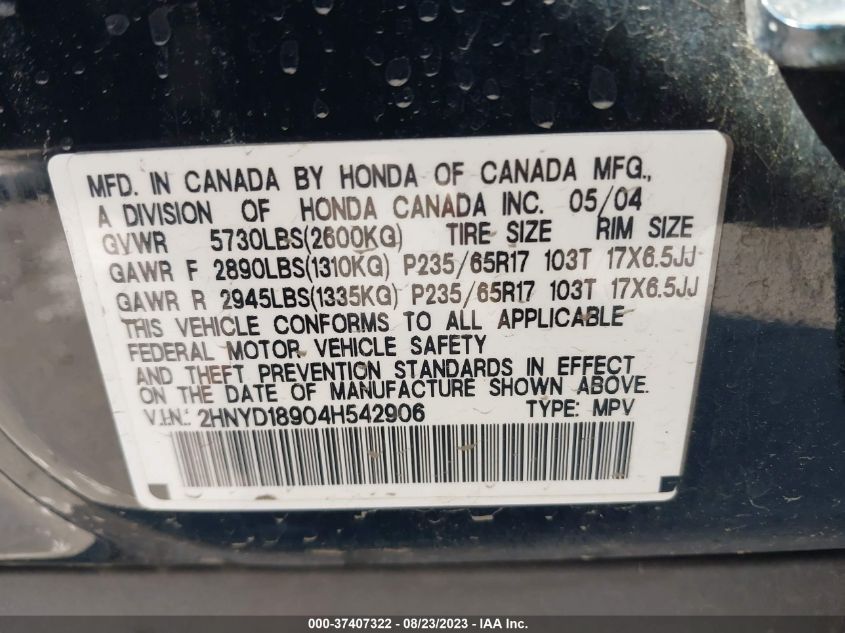 MFD. IN CANADA BY HONDA OF CANADA MFG.,
A DIVISION OF HONDA CANADA INC. 05/04
GVWR 5730LBS(2600KG) TIRE SIZE RIM SIZE
GAWR F 2890LBS(1310KG) P235/65R17 103T 17X6.5JJ
GAWR R 2945LBS(1335KG) P235/65R17 103T 17X6.5JJ
THIS VEHICLE CONFORMS TO ALL APPLICABLE
FEDERAL MOTOR VEHICLE SAFETY
AND THEFT PREVENTION STANDARDS IN EFFECT
ON THE DATE OF MANUFACTURE SHOWN ABOVE.
V.I.N.: 2HNYD18904H542906 TYPE: MPV
000-37407322 - 08/23/2023 - IAAI.com